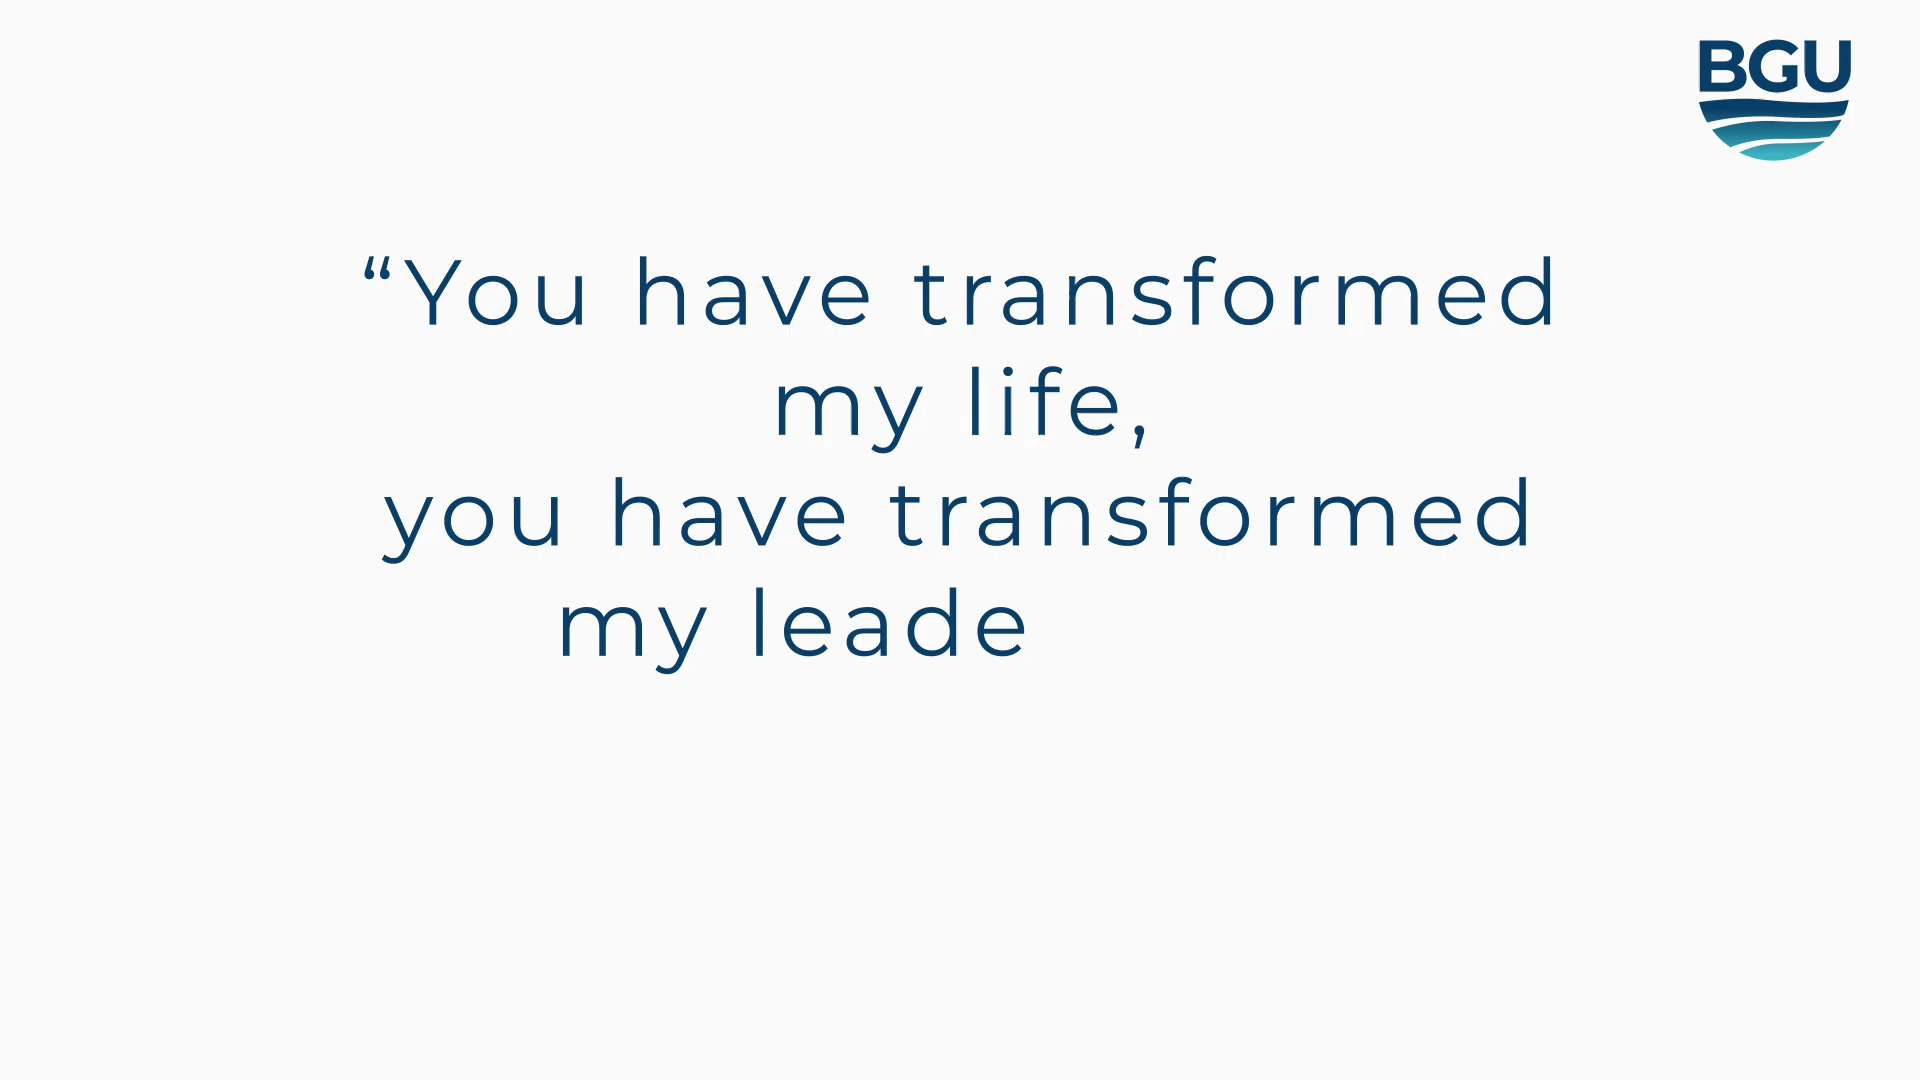 BGU
“You have transformed
my life,
you have transformed
my leade